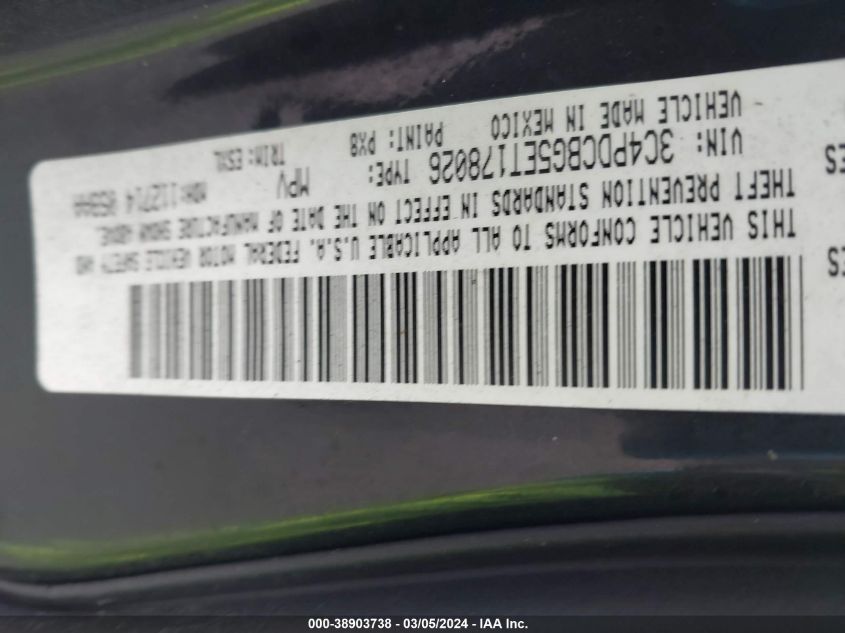 THIS VEHICLE CONFORMS TO ALL APPLICABLE U.S.A. FEDERAL MOTOR VEHICLE SAFETY AND
THEFT PREVENTION STANDARDS IN EFFECT ON THE DATE OF MANUFACTURE SHOWN ABOVE.
VIN: 3C4PDCBG5ET178026 TYPE: MPV
VEHICLE MADE IN MEXICO PAINT: PX8 TRIM:
000-38903738 - 03/05/2024 - IAA Inc.